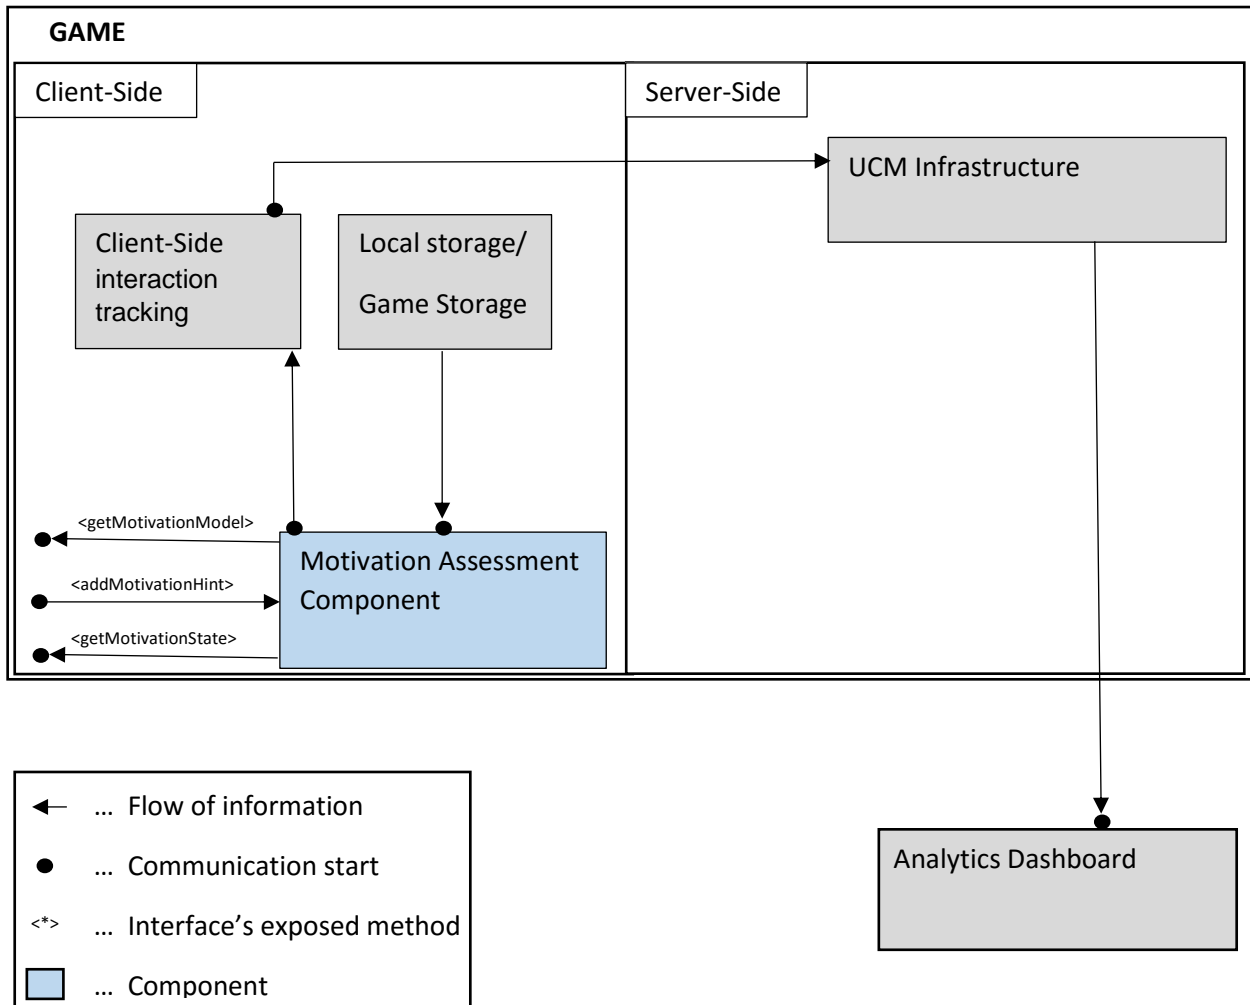 GAME
Client-Side
Server-Side
UCM Infrastructure
Client-Side
interaction
tracking
Local storage/
Game Storage
<getMotivationModel>
<addMotivationHint>
<getMotivationState>
Motivation Assessment
Component
... Flow of information
... Communication start
<*> ... Interface’s exposed method
... Component
Analytics Dashboard